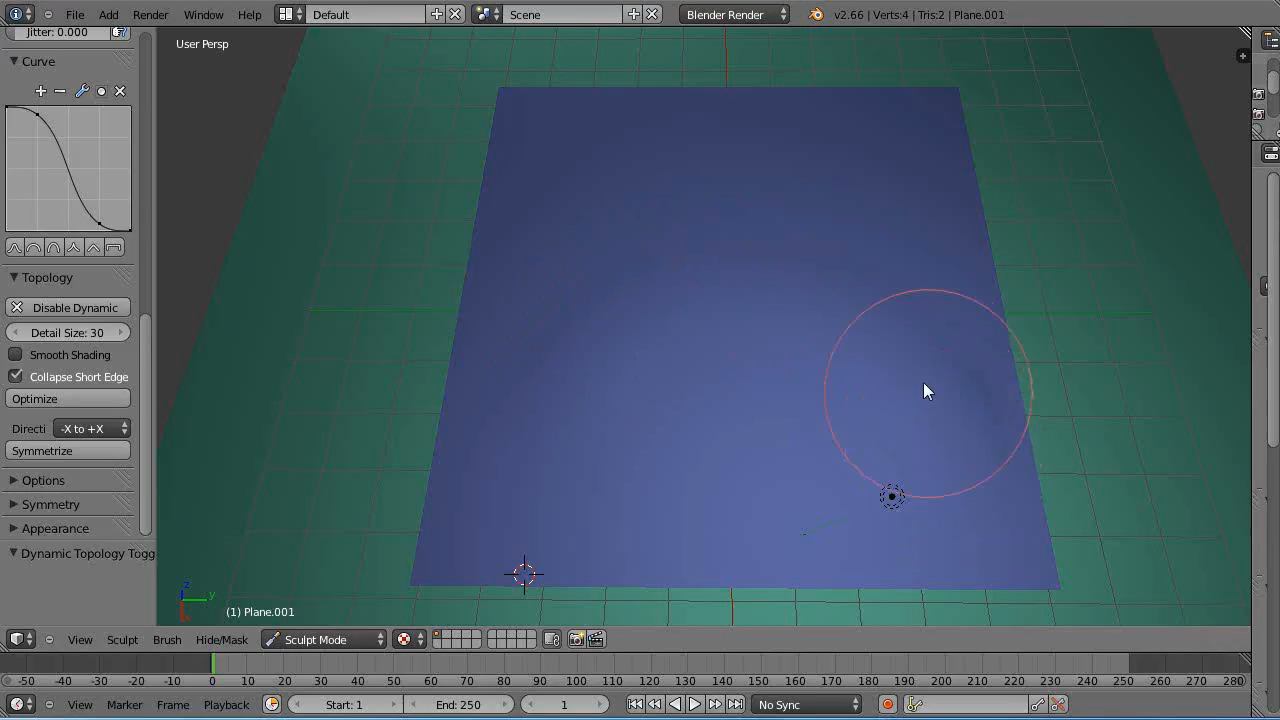 File Add Render Window Help Default Scene Blender Render v2.66 | Verts:4 | Tris:2 | Plane.001
Jitter: 0.000
User Persp
Curve
Topology
Disable Dynamic
Detail Size: 30
Smooth Shading
Collapse Short Edge
Optimize
Directi -X to +X
Symmetrize
Options
Symmetry
Appearance
Dynamic Topology Togg
z
y
(1) Plane.001
View Sculpt Brush Hide/Mask Sculpt Mode
-50 -40 -30 -20 -10 0 10 20 30 40 50 60 70 80 90 100 110 120 130 140 150 160 170 180 190 200 210 220 230 240 250 260 270 280
View Marker Frame Playback Start: 1 End: 250 1 No Sync